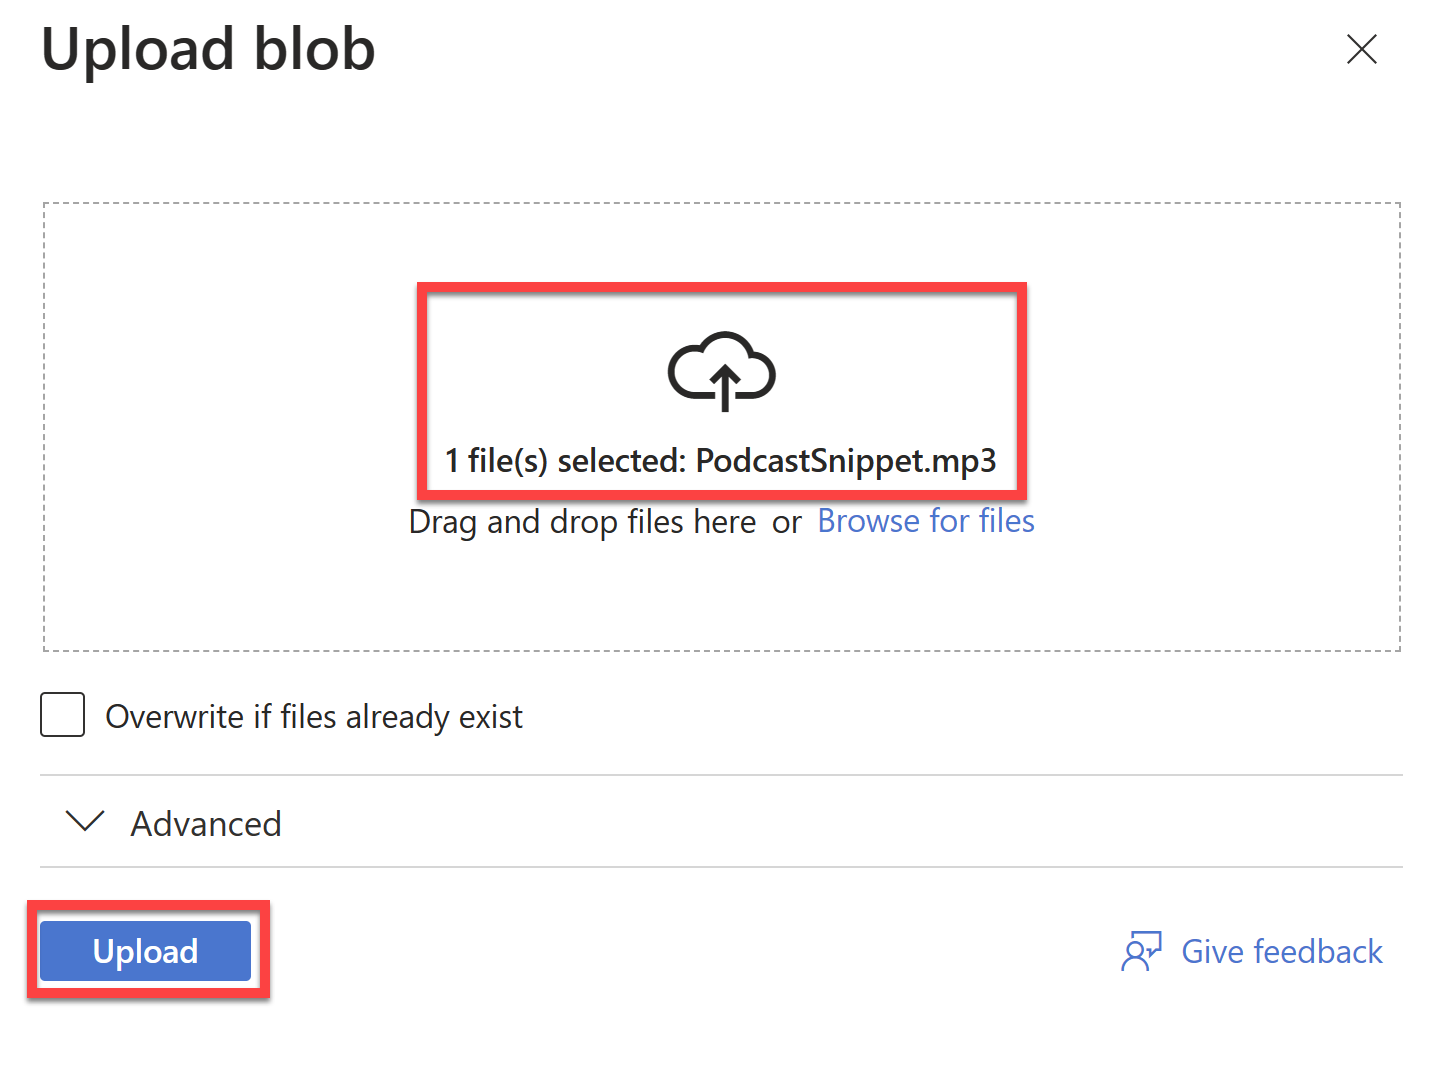 Upload blob
1 file(s) selected: PodcastSnippet.mp3
Drag and drop files here or Browse for files
Overwrite if files already exist
Advanced
Upload
Give feedback